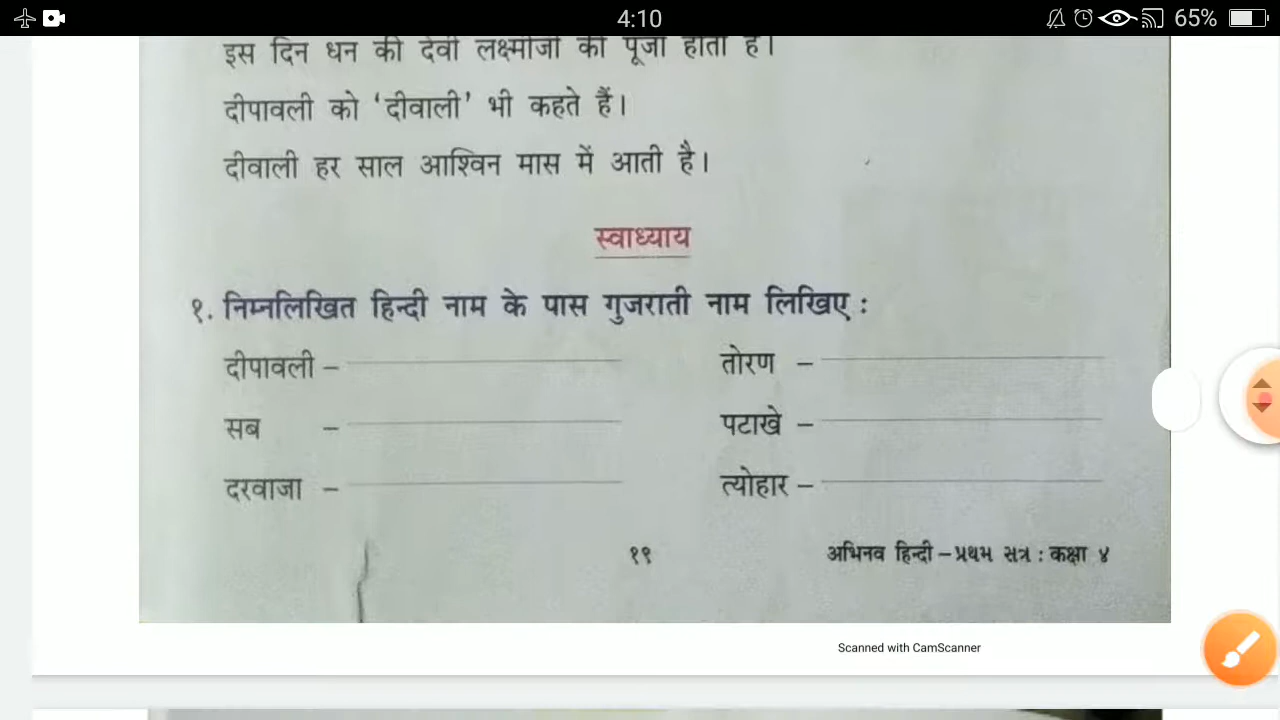 4:10
65%
इस दिन धन की देवी लक्ष्मीजी की पूजा होती है।
दीपावली को 'दीवाली' भी कहते हैं।
दीवाली हर साल आश्विन मास में आती है।
स्वाध्याय
१. निम्नलिखित हिन्दी नाम के पास गुजराती नाम लिखिए :
दीपावली – तोरण –
सब – पटाखे –
दरवाजा – त्योहार –
१९ अभिनव हिन्दी – प्रथम सत्र : कक्षा ४
Scanned with CamScanner